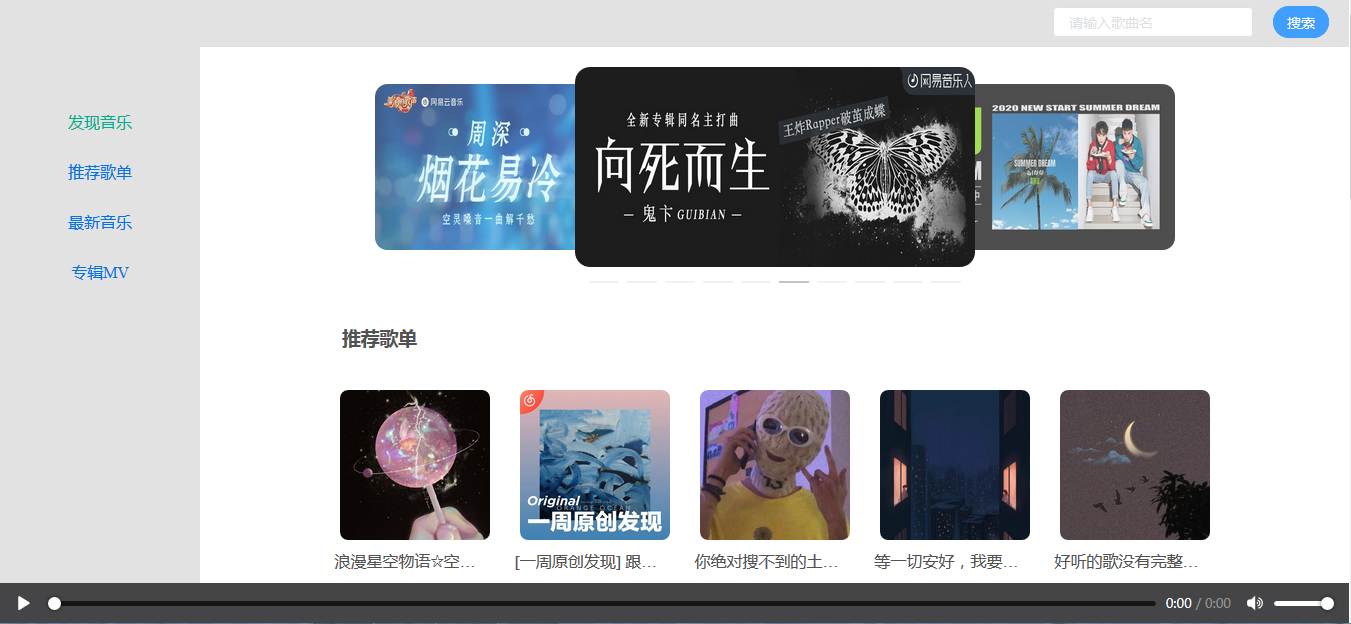 请输入歌曲名
搜索
发现音乐
推荐歌单
最新音乐
专辑MV
网易云音乐
周深
烟花易冷
空灵嗓音一曲解千愁
网易音乐人
全新专辑同名主打曲
向死而生
鬼卞 GUIBIAN
王炸Rapper破茧成蝶
2020 NEW START SUMMER DREAM
SUMMER DREAM
推荐歌单
Original
ORANGE OCEAN
一周原创发现
浪漫星空物语☆空...
[一周原创发现] 跟...
你绝对搜不到的土...
等一切安好，我要...
好听的歌没有完整...
0:00 / 0:00